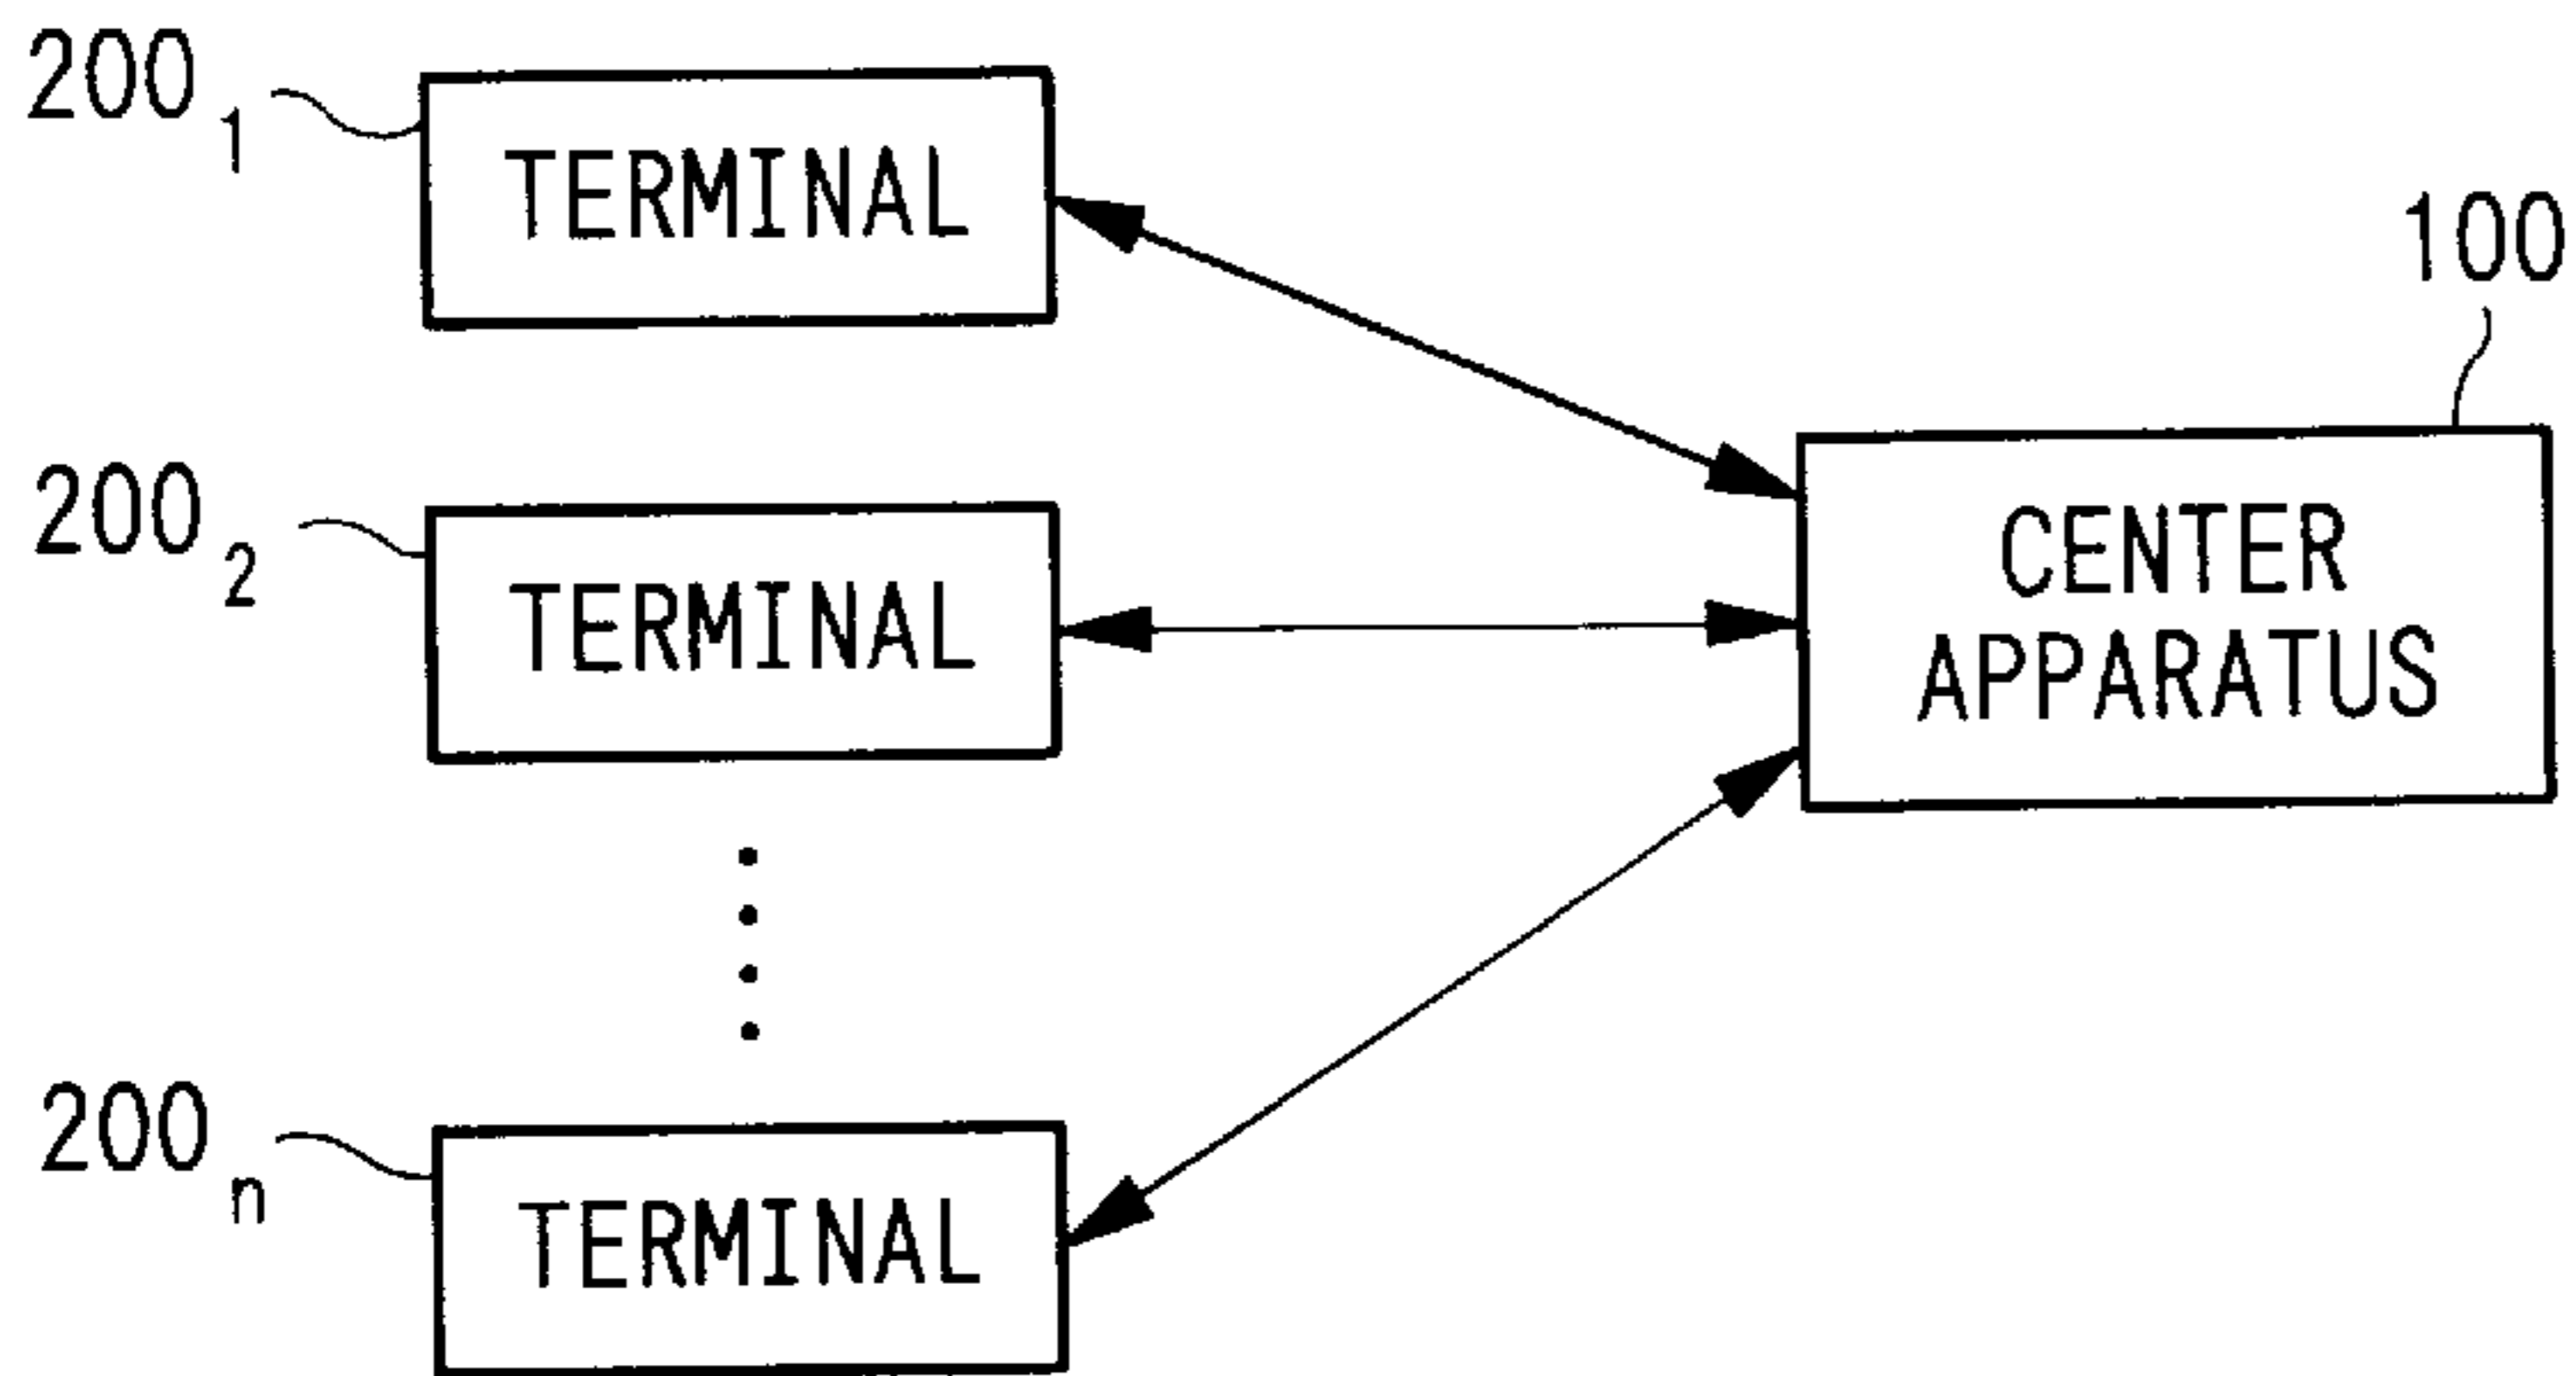 200₁
TERMINAL
100
200₂
TERMINAL
CENTER
APPARATUS
200ₙ
TERMINAL